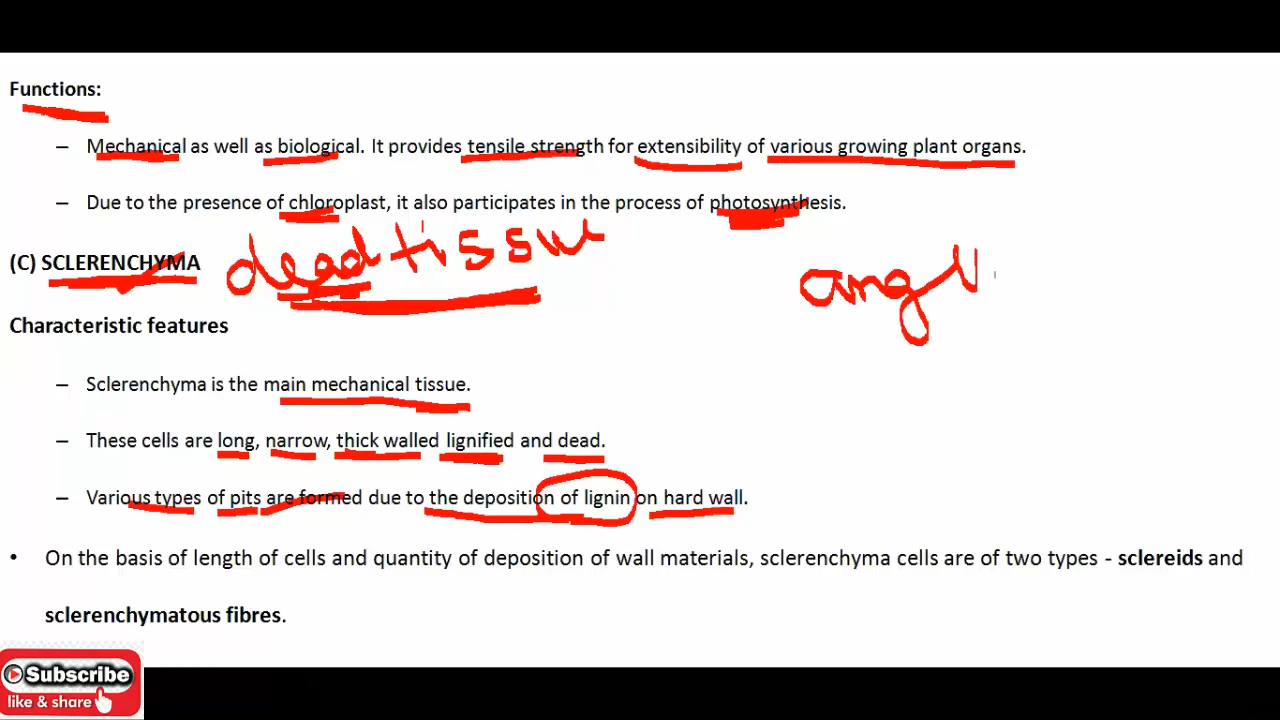 Functions:
– Mechanical as well as biological. It provides tensile strength for extensibility of various growing plant organs.
– Due to the presence of chloroplast, it also participates in the process of photosynthesis.
(C) SCLERENCHYMA dead tissue
Characteristic features
– Sclerenchyma is the main mechanical tissue.
– These cells are long, narrow, thick walled lignified and dead.
– Various types of pits are formed due to the deposition of lignin on hard wall.
• On the basis of length of cells and quantity of deposition of wall materials, sclerenchyma cells are of two types - sclereids and
sclerenchymatous fibres.
Subscribe
like & share